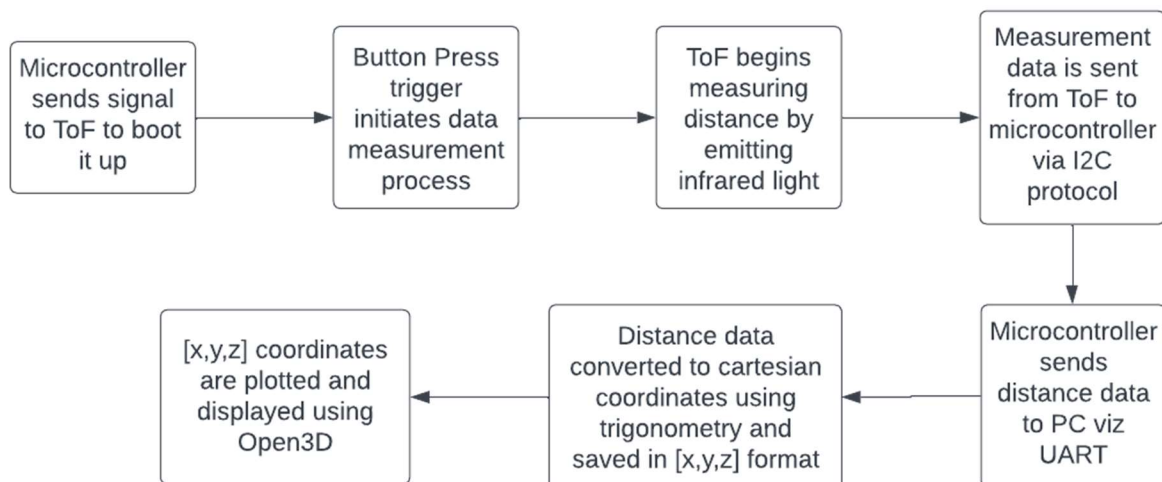 Microcontroller
sends signal
to ToF to boot
it up
Button Press
trigger
initiates data
measurement
process
ToF begins
measuring
distance by
emitting
infrared light
Measurement
data is sent
from ToF to
microcontroller
via I2C
protocol
Microcontroller
sends
distance data
to PC viz
UART
Distance data
converted to cartesian
coordinates using
trigonometry and
saved in [x,y,z] format
[x,y,z] coordinates
are plotted and
displayed using
Open3D